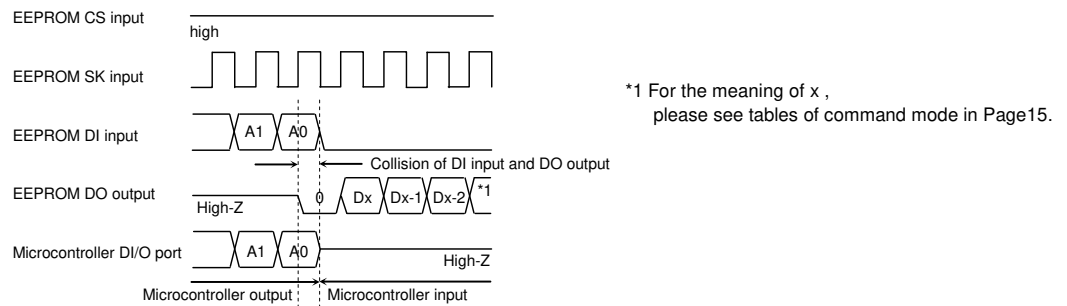 EEPROM CS input
high
EEPROM SK input
*1 For the meaning of x ,
please see tables of command mode in Page15.
EEPROM DI input
A1
A0
Collision of DI input and DO output
EEPROM DO output
High-Z
0
Dx
Dx-1
Dx-2
*1
Microcontroller DI/O port
A1
A0
High-Z
Microcontroller output
Microcontroller input